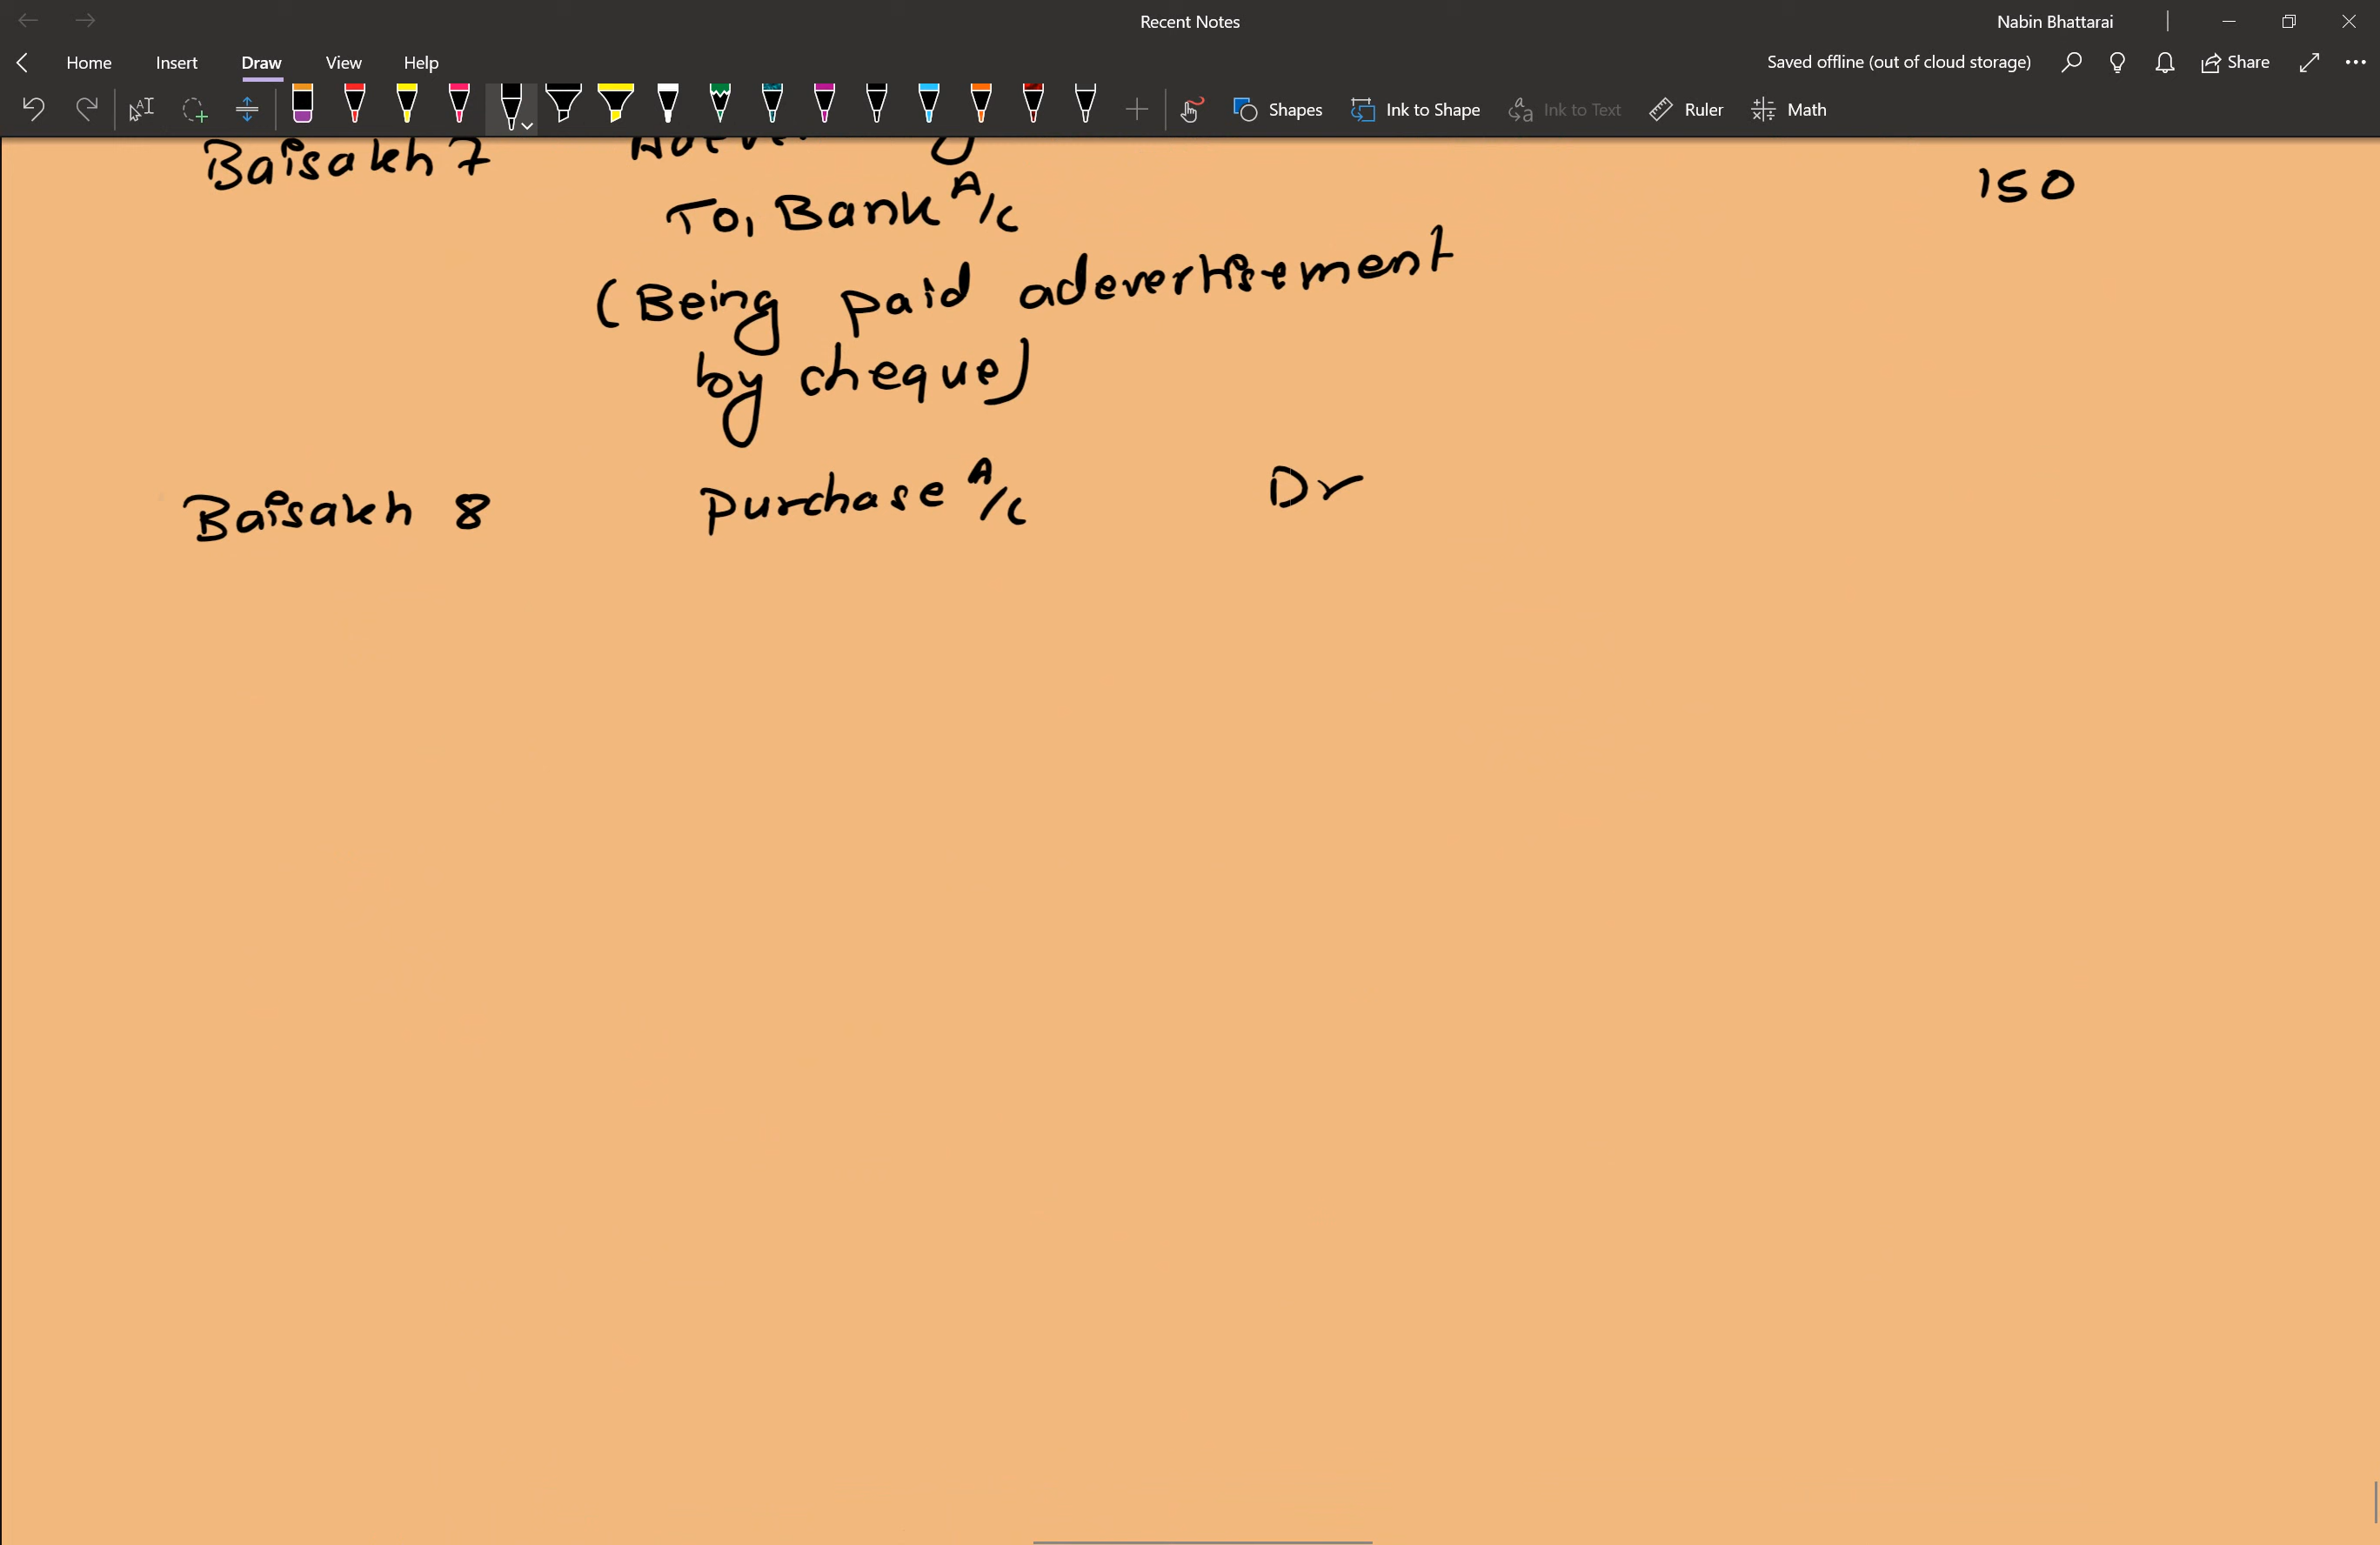 Recent Notes Nabin Bhattarai
Home Insert Draw View Help Saved offline (out of cloud storage) Share
Shapes Ink to Shape Ink to Text Ruler Math
Baisakh 7
To, Bank A/c 150
(Being paid adevertisement
by cheque)
Baisakh 8 purchase A/c Dr